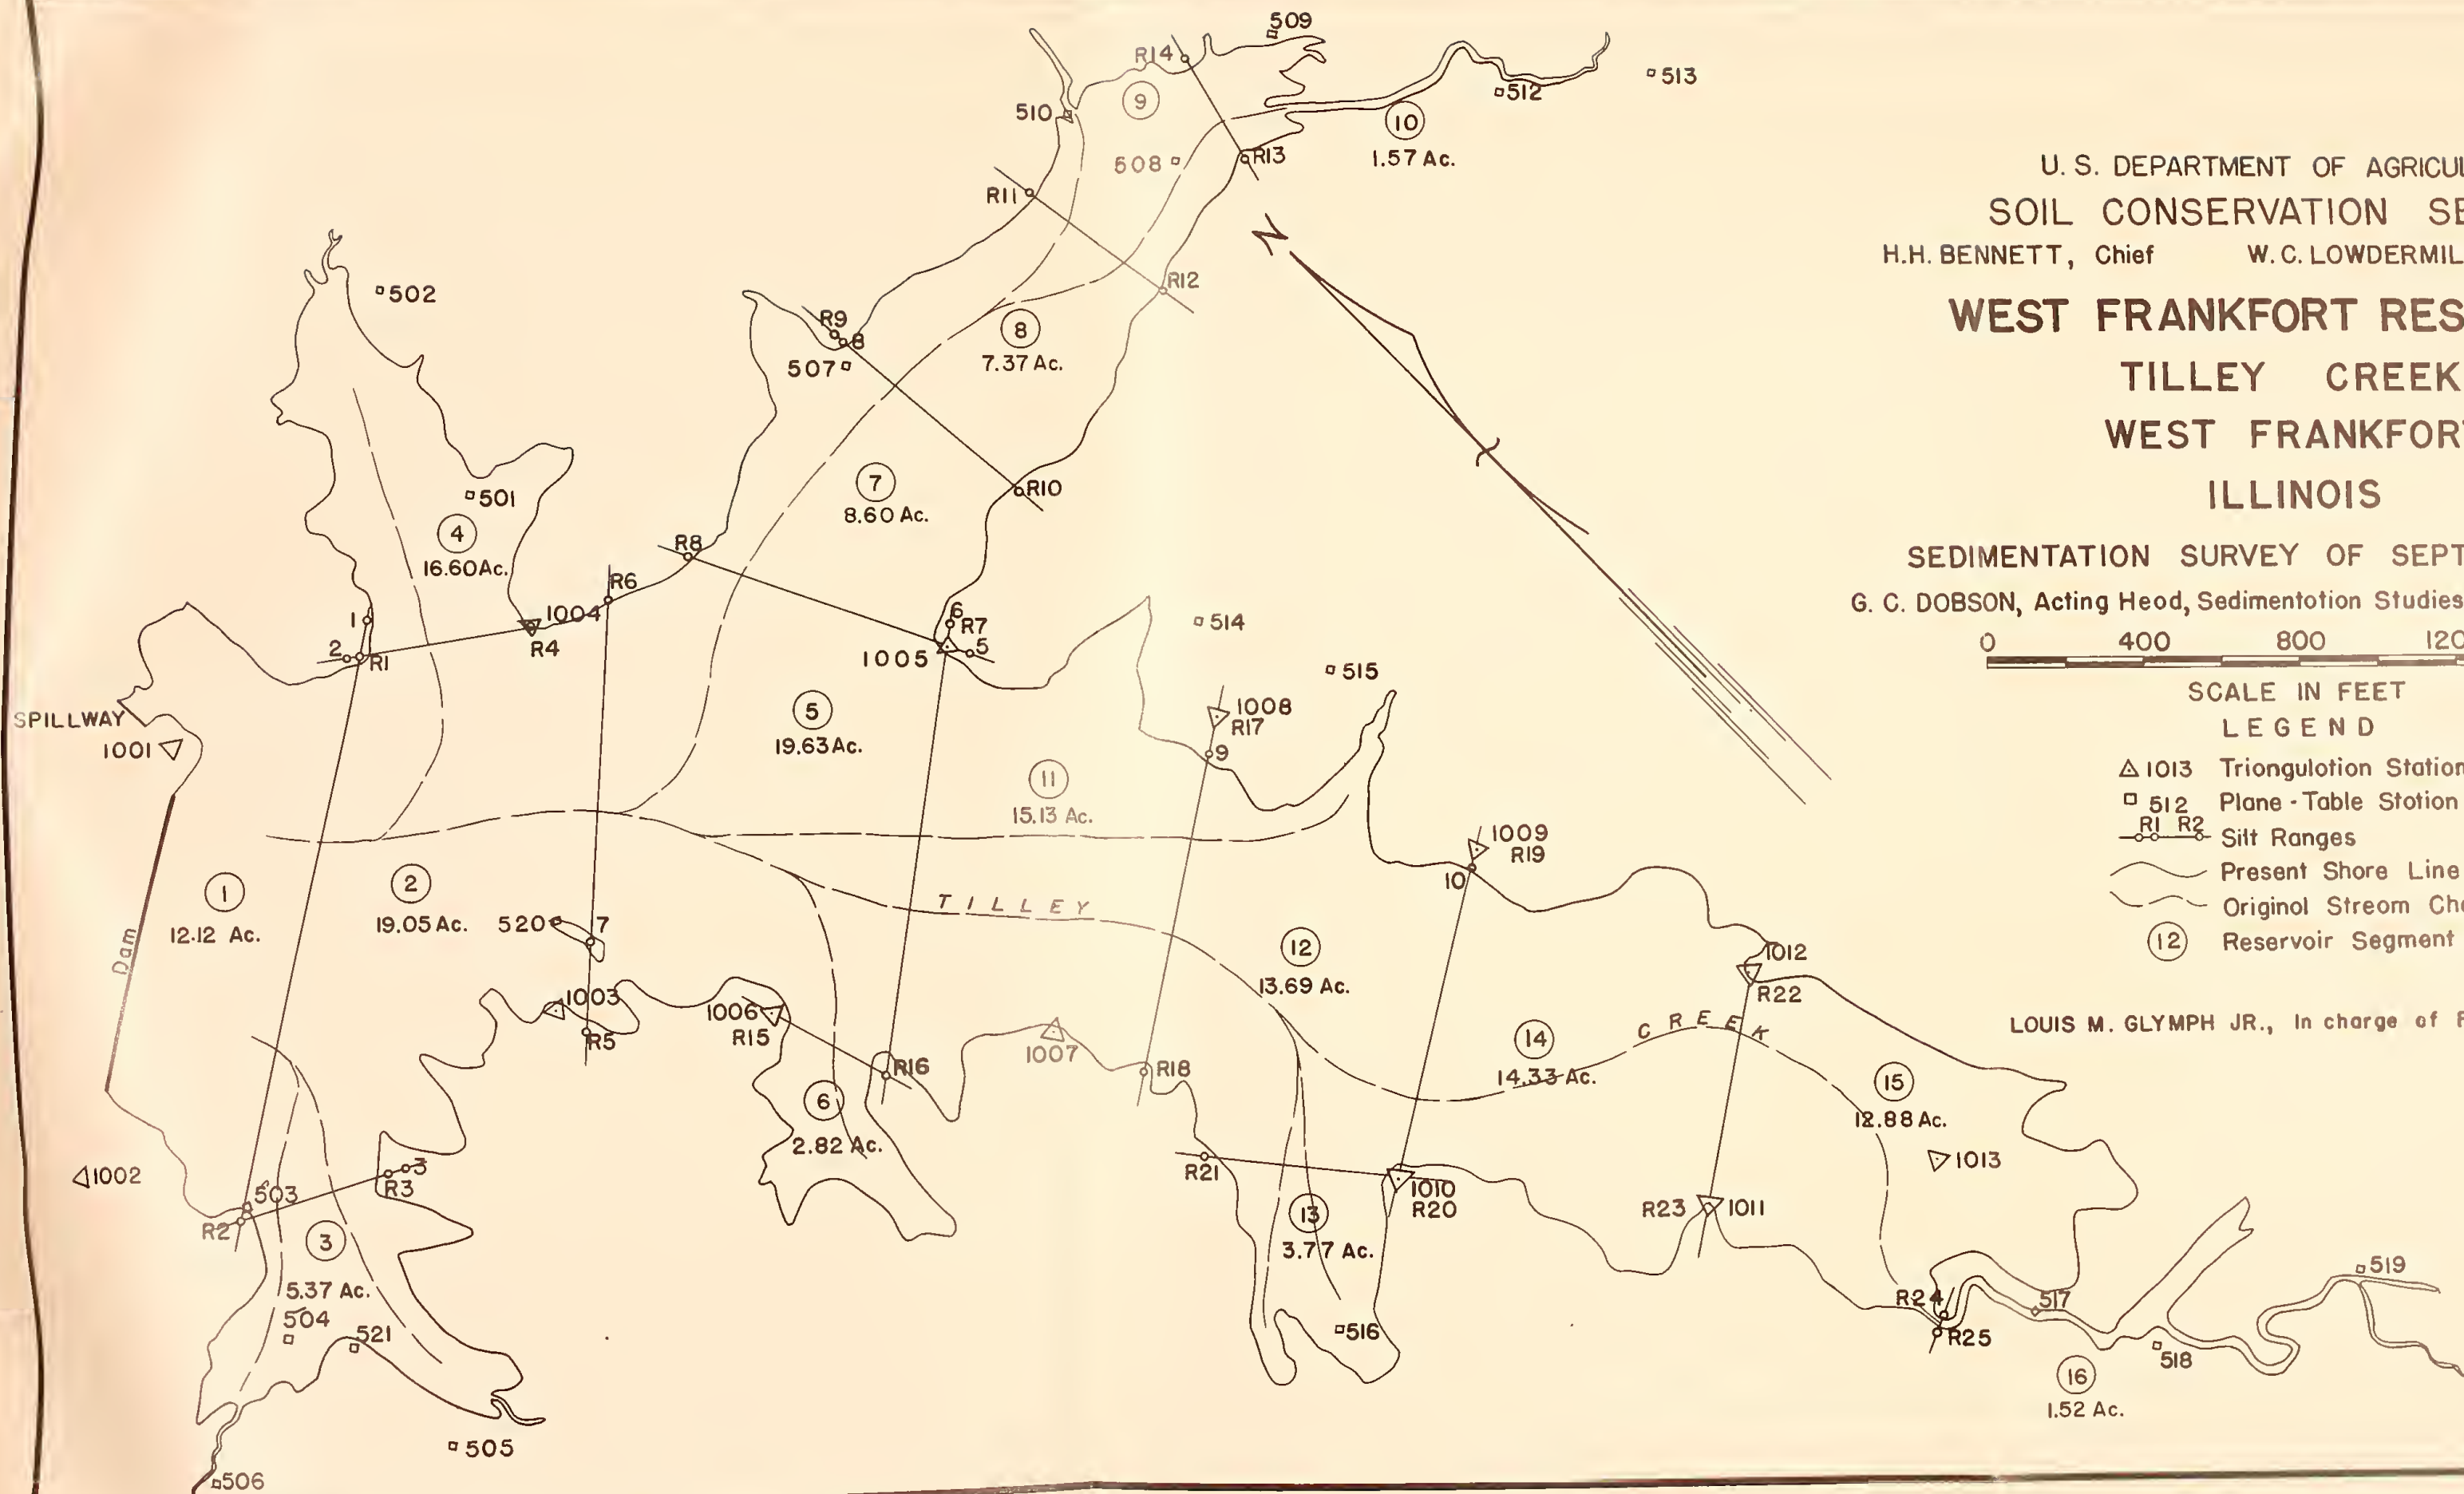 509
R14
513
512
9
510
10
1.57 Ac.
508
R13
R11
N
R12
502
R9
8
507
8
7.37 Ac.
7
8.60 Ac.
R10
501
4
16.60 Ac.
R8
R6
1
1004
R4
2
R1
6
R7
5
1005
514
515
SPILLWAY
1001
5
19.63 Ac.
1008
R17
9
11
15.13 Ac.
1009
R19
10
1
12.12 Ac.
2
19.05 Ac.
520
7
TILLEY
12
13.69 Ac.
1012
R22
Dam
1003
R5
1006
R15
1007
R16
R18
CREEK
14
14.33 Ac.
15
12.88 Ac.
6
2.82 Ac.
1013
1002
503
R2
3
R3
R21
1010
R20
R23
1011
13
3.77 Ac.
3
5.37 Ac.
504
521
516
R24
R25
517
518
519
16
1.52 Ac.
505
506
U. S. DEPARTMENT OF AGRICUL
SOIL CONSERVATION SE
H.H. BENNETT, Chief W. C. LOWDERMIL
WEST FRANKFORT RES
TILLEY CREEK
WEST FRANKFORT
ILLINOIS
SEDIMENTATION SURVEY OF SEPT
G. C. DOBSON, Acting Head, Sedimentation Studies
0 400 800 120
SCALE IN FEET
LEGEND
1013 Triangulation Station
512 Plane - Table Station
R1 R2 Silt Ranges
Present Shore Line
Original Stream Cha
12 Reservoir Segment
LOUIS M. GLYMPH JR., In charge of F